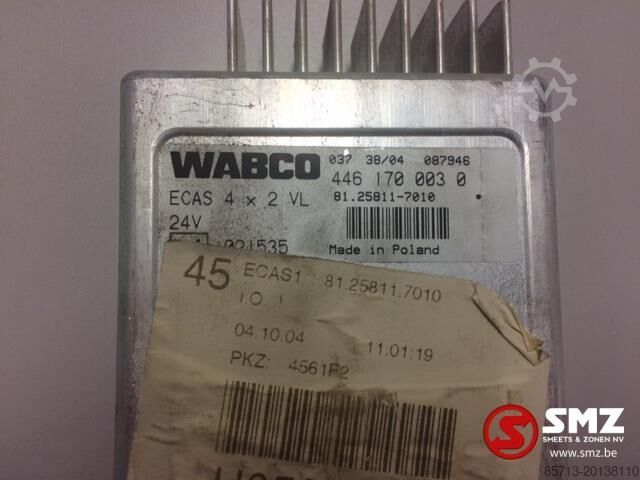 WABCO
037 38/04 087946
446 170 003 0
ECAS 4 × 2 VL
81.25811-7010
24V
021535
Made in Poland
45 ECAS1 81.25811.7010
I.O. !
04.10.04 11:01:19
PKZ: 4561F2
SMZ
SMEETS & ZONEN NV
www.smz.be
85713-20138110